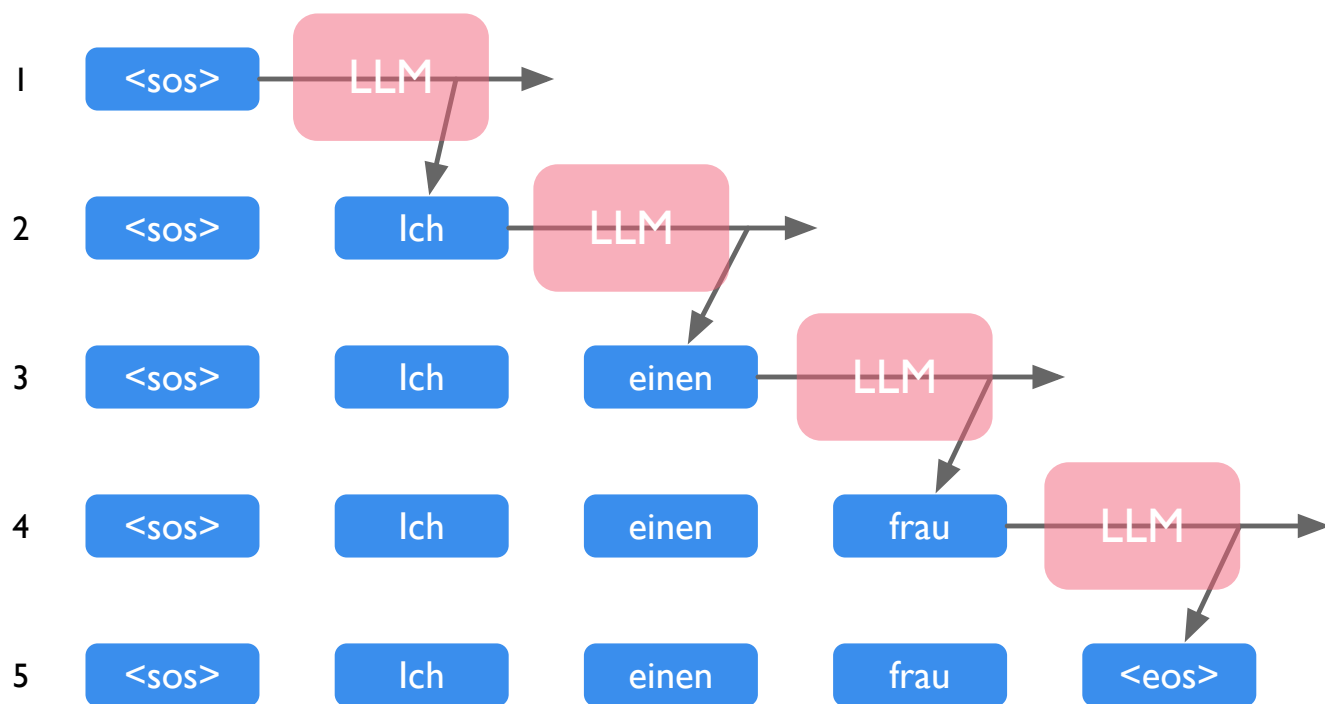 1 <sos> LLM
2 <sos> Ich LLM
3 <sos> Ich einen LLM
4 <sos> Ich einen frau LLM
5 <sos> Ich einen frau <eos>